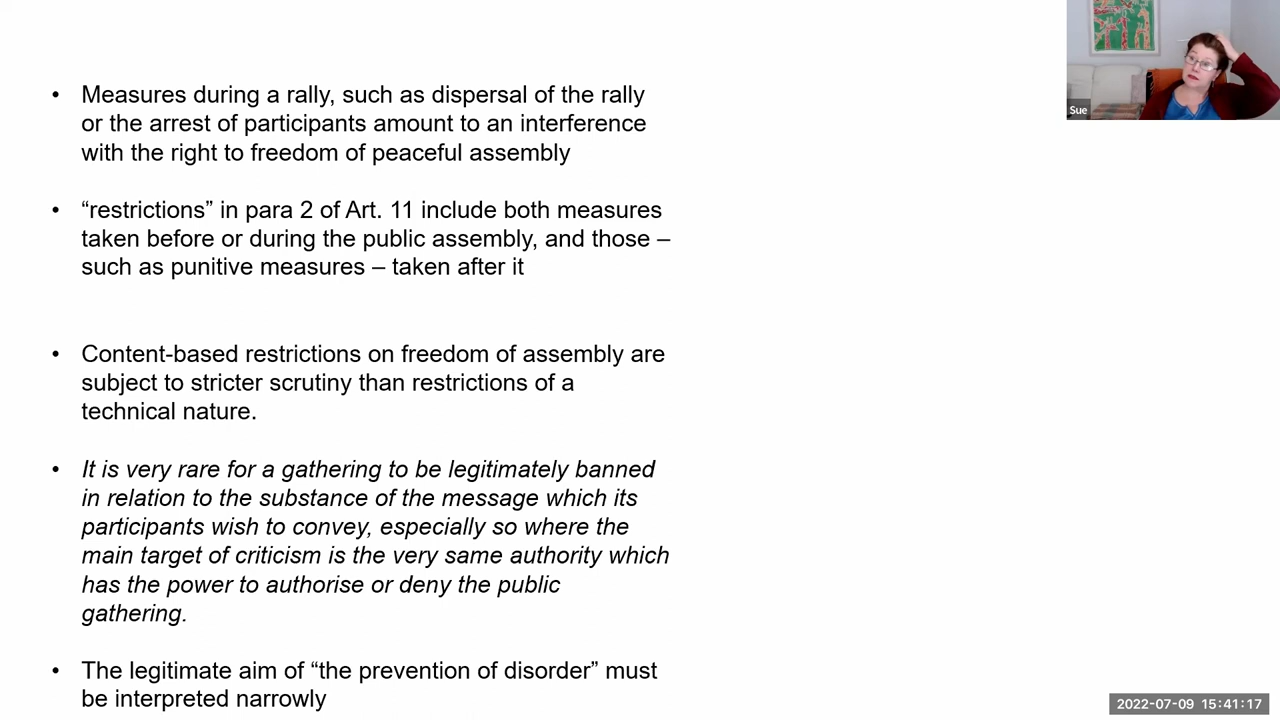 • Measures during a rally, such as dispersal of the rally
or the arrest of participants amount to an interference
with the right to freedom of peaceful assembly
• “restrictions” in para 2 of Art. 11 include both measures
taken before or during the public assembly, and those –
such as punitive measures – taken after it
• Content-based restrictions on freedom of assembly are
subject to stricter scrutiny than restrictions of a
technical nature.
• It is very rare for a gathering to be legitimately banned
in relation to the substance of the message which its
participants wish to convey, especially so where the
main target of criticism is the very same authority which
has the power to authorise or deny the public
gathering.
• The legitimate aim of “the prevention of disorder” must
be interpreted narrowly
Sue
2022-07-09 15:41:17